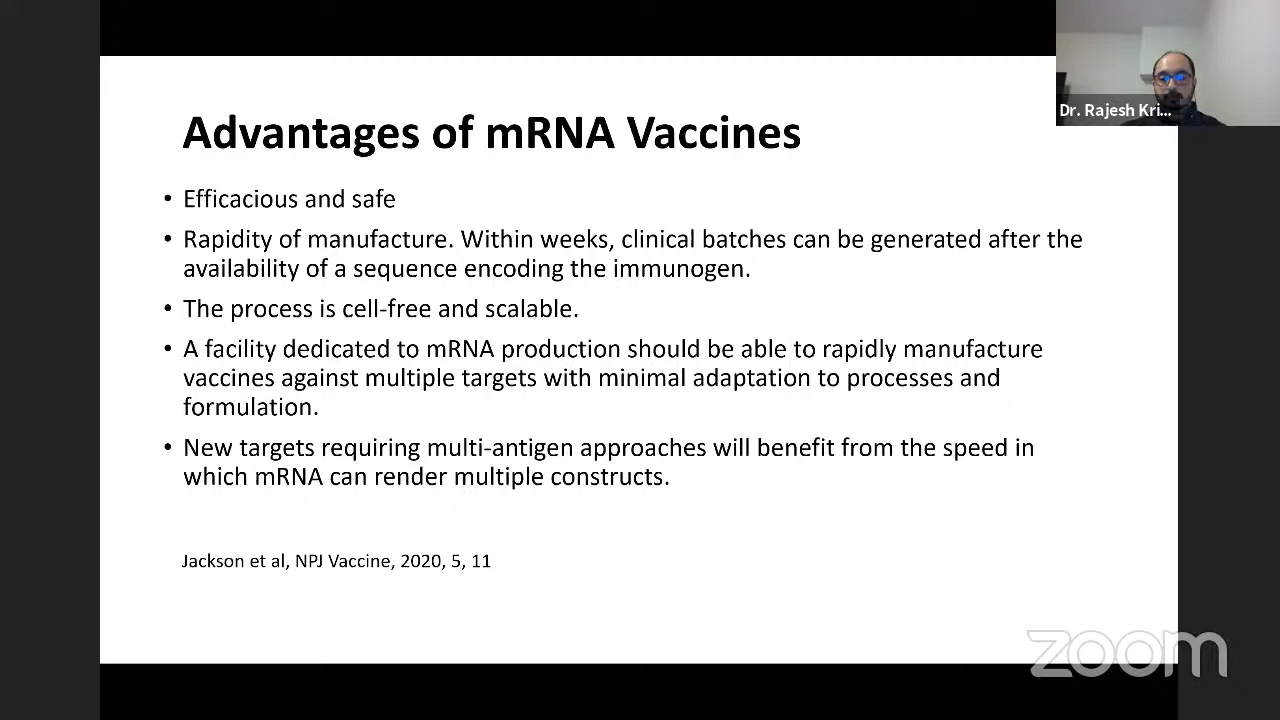 Advantages of mRNA Vaccines
Dr. Rajesh Kri...
• Efficacious and safe
• Rapidity of manufacture. Within weeks, clinical batches can be generated after the
availability of a sequence encoding the immunogen.
• The process is cell-free and scalable.
• A facility dedicated to mRNA production should be able to rapidly manufacture
vaccines against multiple targets with minimal adaptation to processes and
formulation.
• New targets requiring multi-antigen approaches will benefit from the speed in
which mRNA can render multiple constructs.
Jackson et al, NPJ Vaccine, 2020, 5, 11
zoom